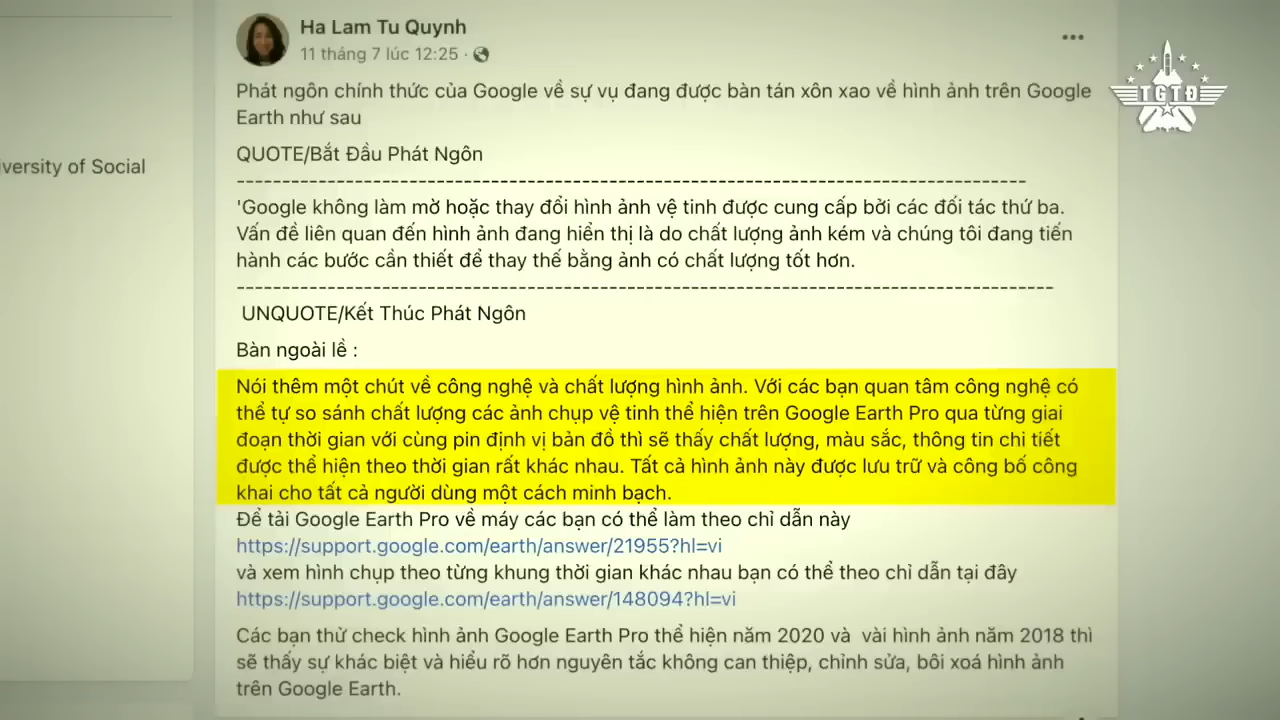 Ha Lam Tu Quynh
11 tháng 7 lúc 12:25 ·
TGTĐ
Phát ngôn chính thức của Google về sự vụ đang được bàn tán xôn xao về hình ảnh trên Google
Earth như sau
QUOTE/Bắt Đầu Phát Ngôn
iversity of Social
---------------------------------------------------------------------------------------
'Google không làm mờ hoặc thay đổi hình ảnh vệ tinh được cung cấp bởi các đối tác thứ ba.
Vấn đề liên quan đến hình ảnh đang hiển thị là do chất lượng ảnh kém và chúng tôi đang tiến
hành các bước cần thiết để thay thế bằng ảnh có chất lượng tốt hơn.
------------------------------------------------------------------------------------------
UNQUOTE/Kết Thúc Phát Ngôn
Bàn ngoài lề :
Nói thêm một chút về công nghệ và chất lượng hình ảnh. Với các bạn quan tâm công nghệ có
thể tự so sánh chất lượng các ảnh chụp vệ tinh thể hiện trên Google Earth Pro qua từng giai
đoạn thời gian với cùng pin định vị bản đồ thì sẽ thấy chất lượng, màu sắc, thông tin chi tiết
được thể hiện theo thời gian rất khác nhau. Tất cả hình ảnh này được lưu trữ và công bố công
khai cho tất cả người dùng một cách minh bạch.
Để tải Google Earth Pro về máy các bạn có thể làm theo chỉ dẫn này
https://support.google.com/earth/answer/21955?hl=vi
và xem hình chụp theo từng khung thời gian khác nhau bạn có thể theo chỉ dẫn tại đây
https://support.google.com/earth/answer/148094?hl=vi
Các bạn thử check hình ảnh Google Earth Pro thể hiện năm 2020 và vài hình ảnh năm 2018 thì
sẽ thấy sự khác biệt và hiểu rõ hơn nguyên tắc không can thiệp, chỉnh sửa, bôi xoá hình ảnh
trên Google Earth.